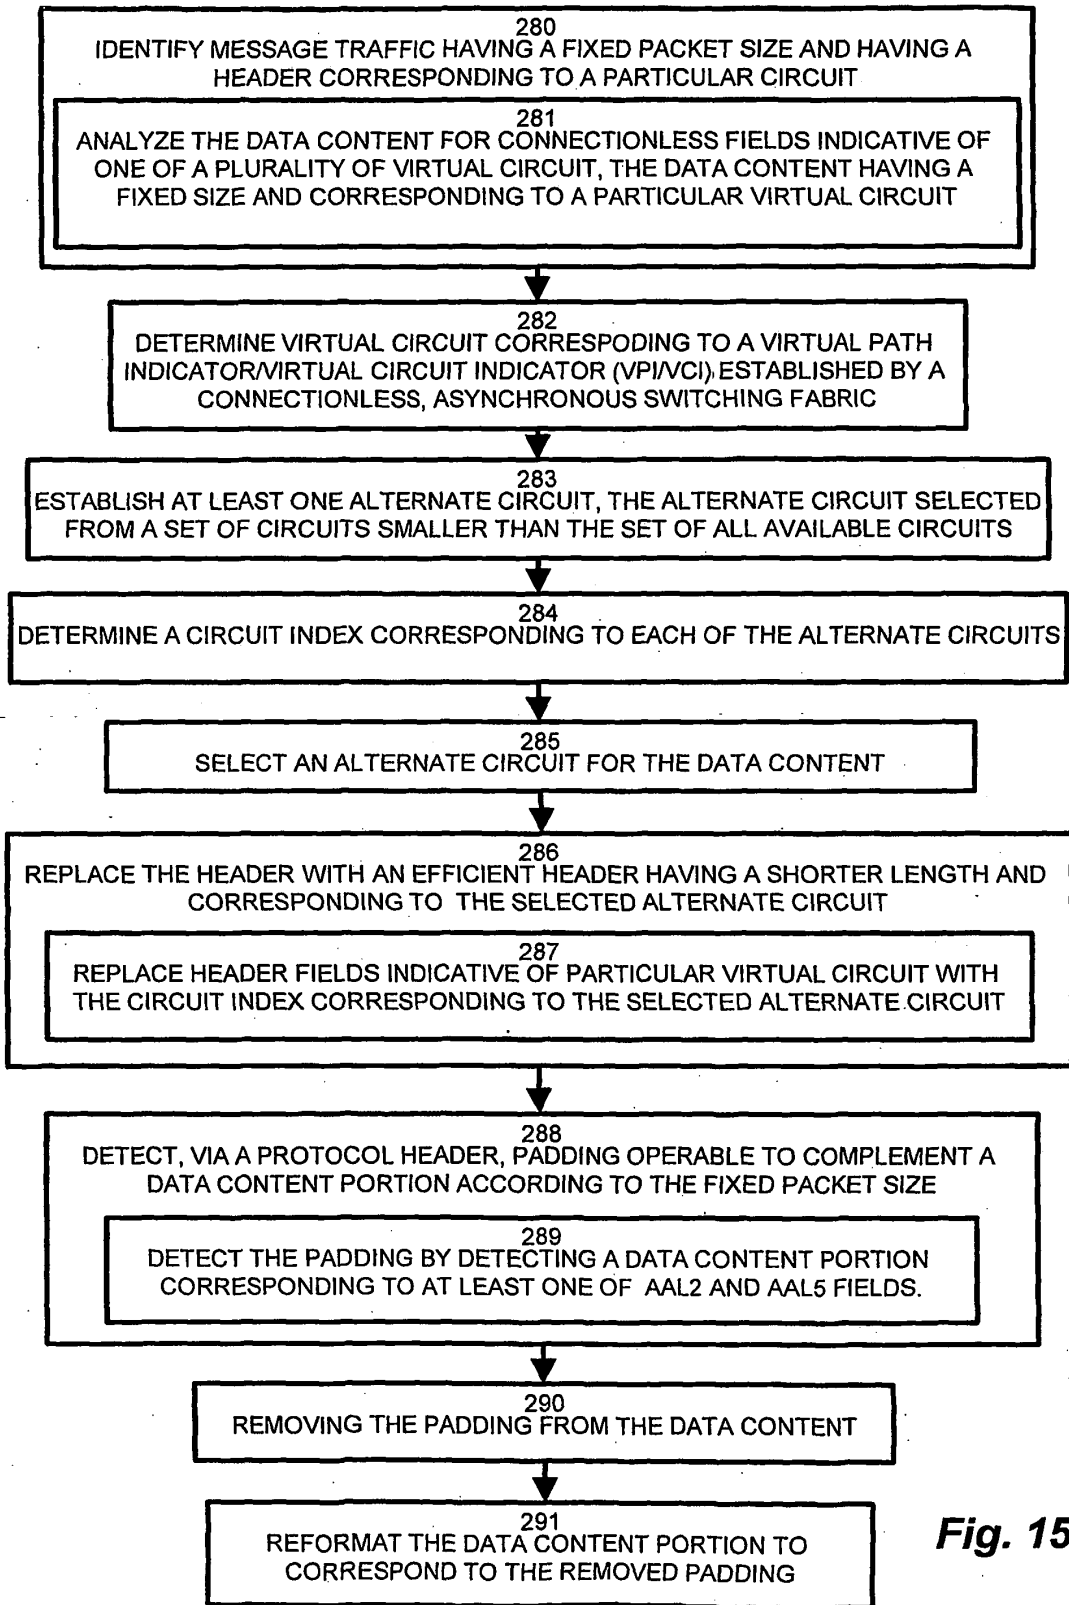 280
IDENTIFY MESSAGE TRAFFIC HAVING A FIXED PACKET SIZE AND HAVING A
HEADER CORRESPONDING TO A PARTICULAR CIRCUIT
281
ANALYZE THE DATA CONTENT FOR CONNECTIONLESS FIELDS INDICATIVE OF
ONE OF A PLURALITY OF VIRTUAL CIRCUIT, THE DATA CONTENT HAVING A
FIXED SIZE AND CORRESPONDING TO A PARTICULAR VIRTUAL CIRCUIT
282
DETERMINE VIRTUAL CIRCUIT CORRESPODING TO A VIRTUAL PATH
INDICATOR/VIRTUAL CIRCUIT INDICATOR (VPI/VCI), ESTABLISHED BY A
CONNECTIONLESS, ASYNCHRONOUS SWITCHING FABRIC
283
ESTABLISH AT LEAST ONE ALTERNATE CIRCUIT, THE ALTERNATE CIRCUIT SELECTED
FROM A SET OF CIRCUITS SMALLER THAN THE SET OF ALL AVAILABLE CIRCUITS
284
DETERMINE A CIRCUIT INDEX CORRESPONDING TO EACH OF THE ALTERNATE CIRCUITS
285
SELECT AN ALTERNATE CIRCUIT FOR THE DATA CONTENT
286
REPLACE THE HEADER WITH AN EFFICIENT HEADER HAVING A SHORTER LENGTH AND
CORRESPONDING TO THE SELECTED ALTERNATE CIRCUIT
287
REPLACE HEADER FIELDS INDICATIVE OF PARTICULAR VIRTUAL CIRCUIT WITH
THE CIRCUIT INDEX CORRESPONDING TO THE SELECTED ALTERNATE CIRCUIT
288
DETECT, VIA A PROTOCOL HEADER, PADDING OPERABLE TO COMPLEMENT A
DATA CONTENT PORTION ACCORDING TO THE FIXED PACKET SIZE
289
DETECT THE PADDING BY DETECTING A DATA CONTENT PORTION
CORRESPONDING TO AT LEAST ONE OF AAL2 AND AAL5 FIELDS.
290
REMOVING THE PADDING FROM THE DATA CONTENT
291
REFORMAT THE DATA CONTENT PORTION TO
CORRESPOND TO THE REMOVED PADDING
Fig. 15